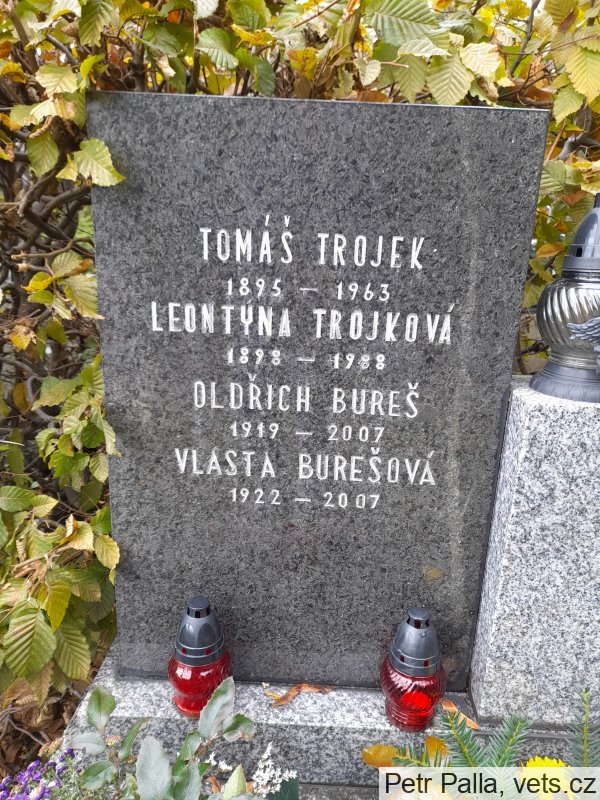 TOMÁŠ TROJEK
1895 – 1963
LEONTÝNA TROJKOVÁ
1898 – 1988
OLDŘICH BUREŠ
1919 – 2007
VLASTA BUREŠOVÁ
1922 – 2007
Petr Palla, vets.cz